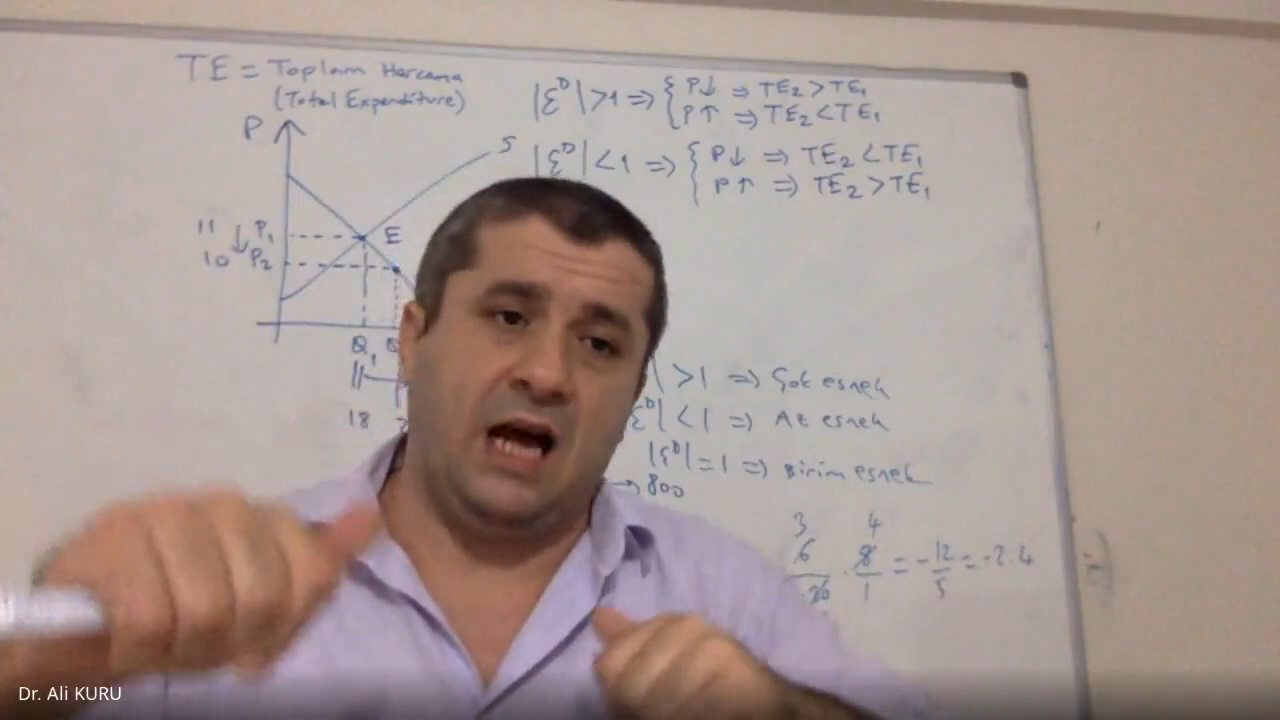 TE = Toplam Harcama
(Total Expenditure)
|ε^D| > 1 => { P↓ => TE₂ > TE₁
P↑ => TE₂ < TE₁
|ε^D| < 1 => { P↓ => TE₂ < TE₁
P↑ => TE₂ > TE₁
P
S
11 ↓ P₁
E
10 P₂
Q₁ Q
18
| > 1 => Çok esnek
ε^D| < 1 => Az esnek
|ε^D| = 1 => Birim esnek
→ 800
3 4
6 8 = -12 = -2.4
1 5
Dr. Ali KURU